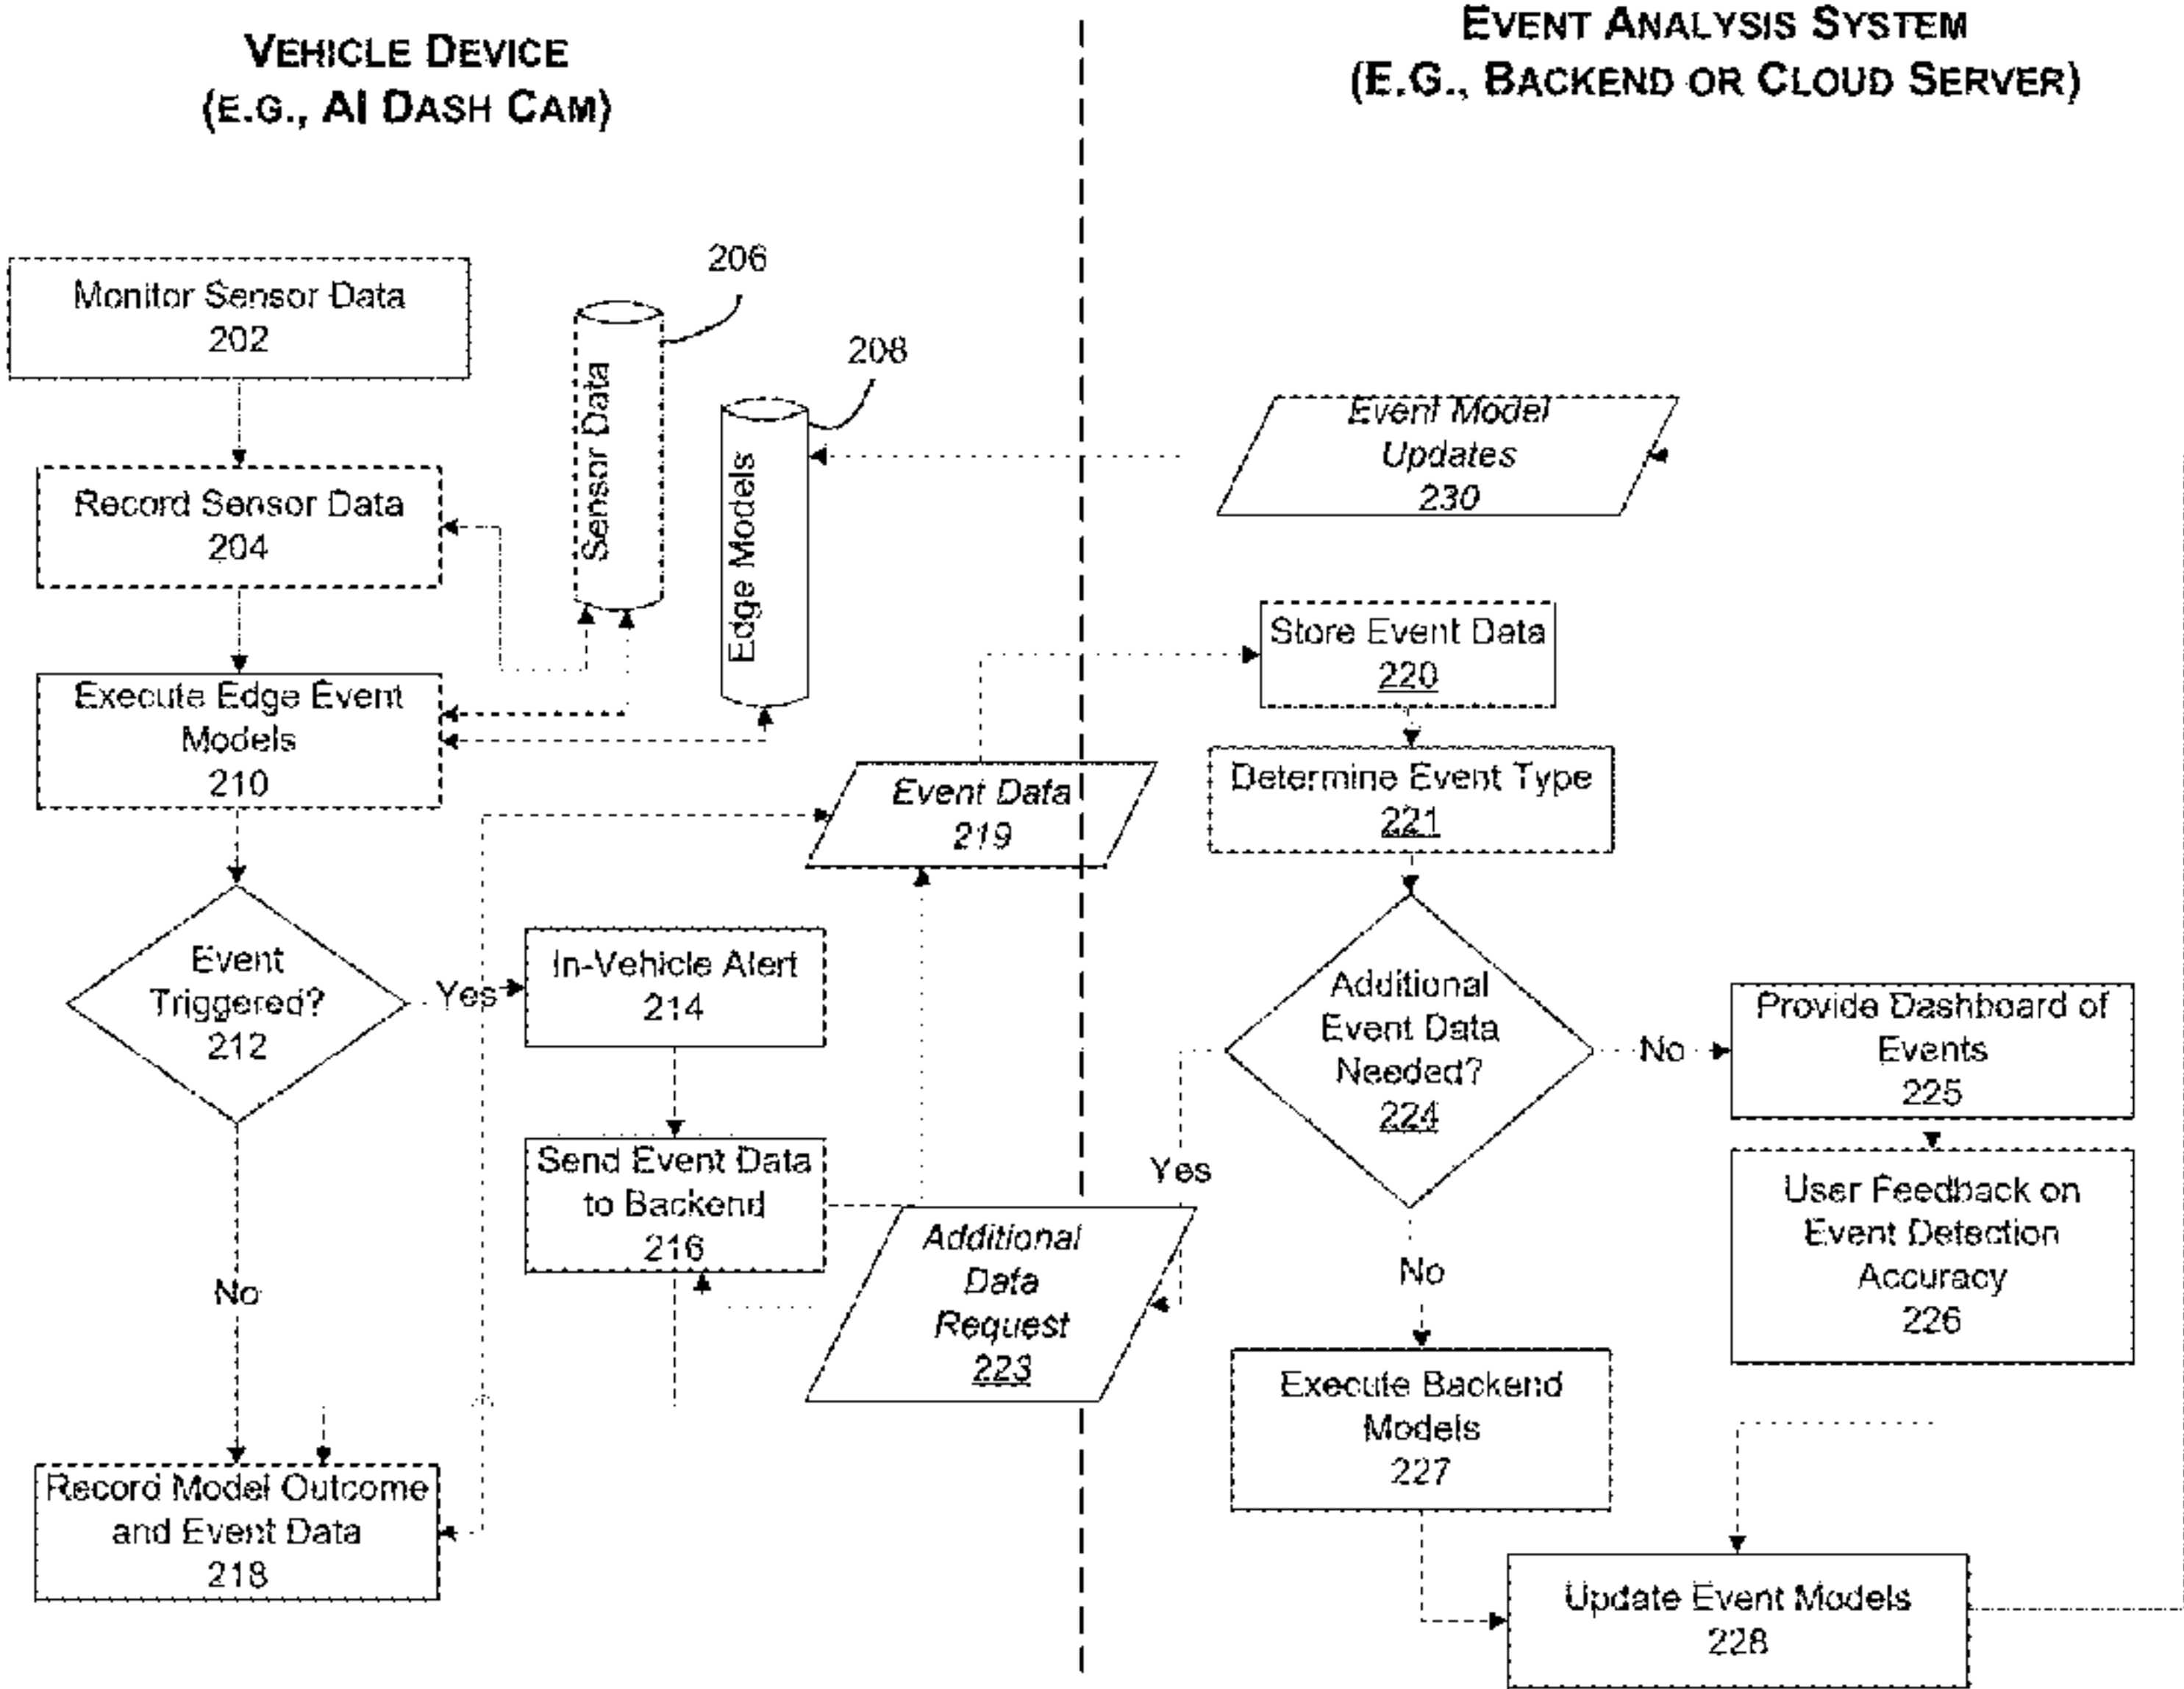 VEHICLE DEVICE
(E.G., AI DASH CAM)
EVENT ANALYSIS SYSTEM
(E.G., BACKEND OR CLOUD SERVER)
Monitor Sensor Data
202
Record Sensor Data
204
206
Sensor Data
208
Edge Models
Execute Edge Event
Models
210
Event
Triggered?
212
Yes
No
In-Vehicle Alert
214
Send Event Data
to Backend
216
Record Model Outcome
and Event Data
218
Event Data
219
Additional
Data
Request
223
Event Model
Updates
230
Store Event Data
220
Determine Event Type
221
Additional
Event Data
Needed?
224
Yes
No
No
Provide Dashboard of
Events
225
User Feedback on
Event Detection
Accuracy
226
Execute Backend
Models
227
Update Event Models
228